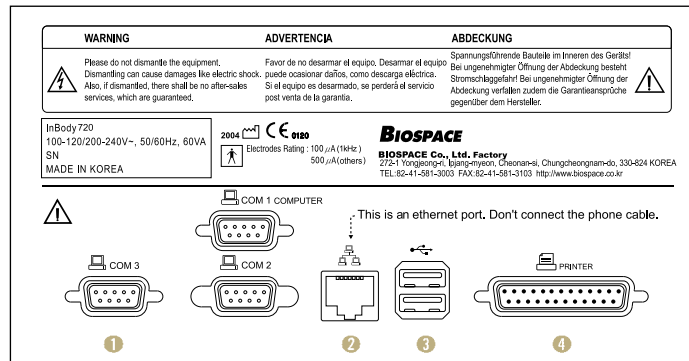 WARNING
Please do not dismantle the equipment.
Dismantling can cause damages like electric shock.
Also, if dismantled, there shall be no after-sales
services, which are guaranteed.
ADVERTENCIA
Favor de no desarmar el equipo. Desarmar el equipo
puede ocasionar daños, como descarga eléctrica.
Si el equipo es desarmado, se perderá el servicio
post venta de la garantia.
ABDECKUNG
Spannungsführende Bauteile im Inneren des Geräts!
Bei ungenehmigter Öffnung der Abdeckung besteht
Stromschlaggefahr! Bei ungenehmigter Öffnung der
Abdeckung verfallen zudem die Garantieansprüche
gegenüber dem Hersteller.
InBody720
100-120/200-240V~, 50/60Hz, 60VA
SN
MADE IN KOREA
2004 CE 0120
Electrodes Rating : 100 μA (1kHz)
500 μA (others)
BIOSPACE
BIOSPACE Co., Ltd. Factory
272-1 Yongjeong-ri, Ipjang-myeon, Cheonan-si, Chungcheongnam-do, 330-824 KOREA
TEL:82-41-581-3003 FAX:82-41-581-3103 http://www.biospace.co.kr
COM 1 COMPUTER
This is an ethernet port. Don't connect the phone cable.
COM 3
COM 2
PRINTER
1
2
3
4